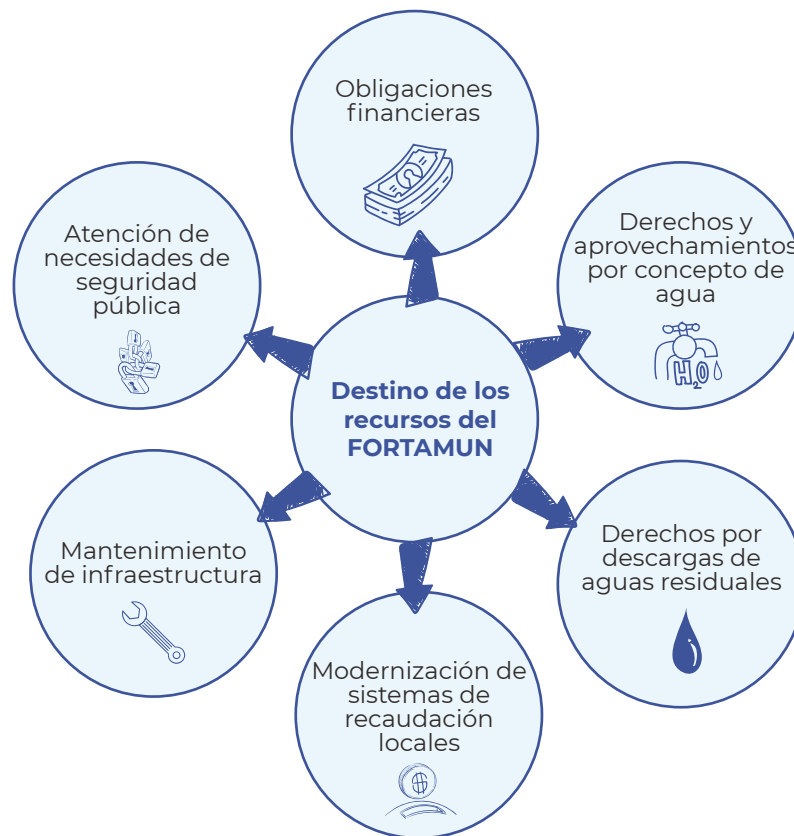 Obligaciones
financieras
Atención de
necesidades de
seguridad
pública
Derechos y
aprovechamientos
por concepto de
agua
H2O
Destino de los
recursos del
FORTAMUN
Mantenimiento
de infraestructura
Derechos por
descargas de
aguas residuales
Modernización de
sistemas de
recaudación
locales
$